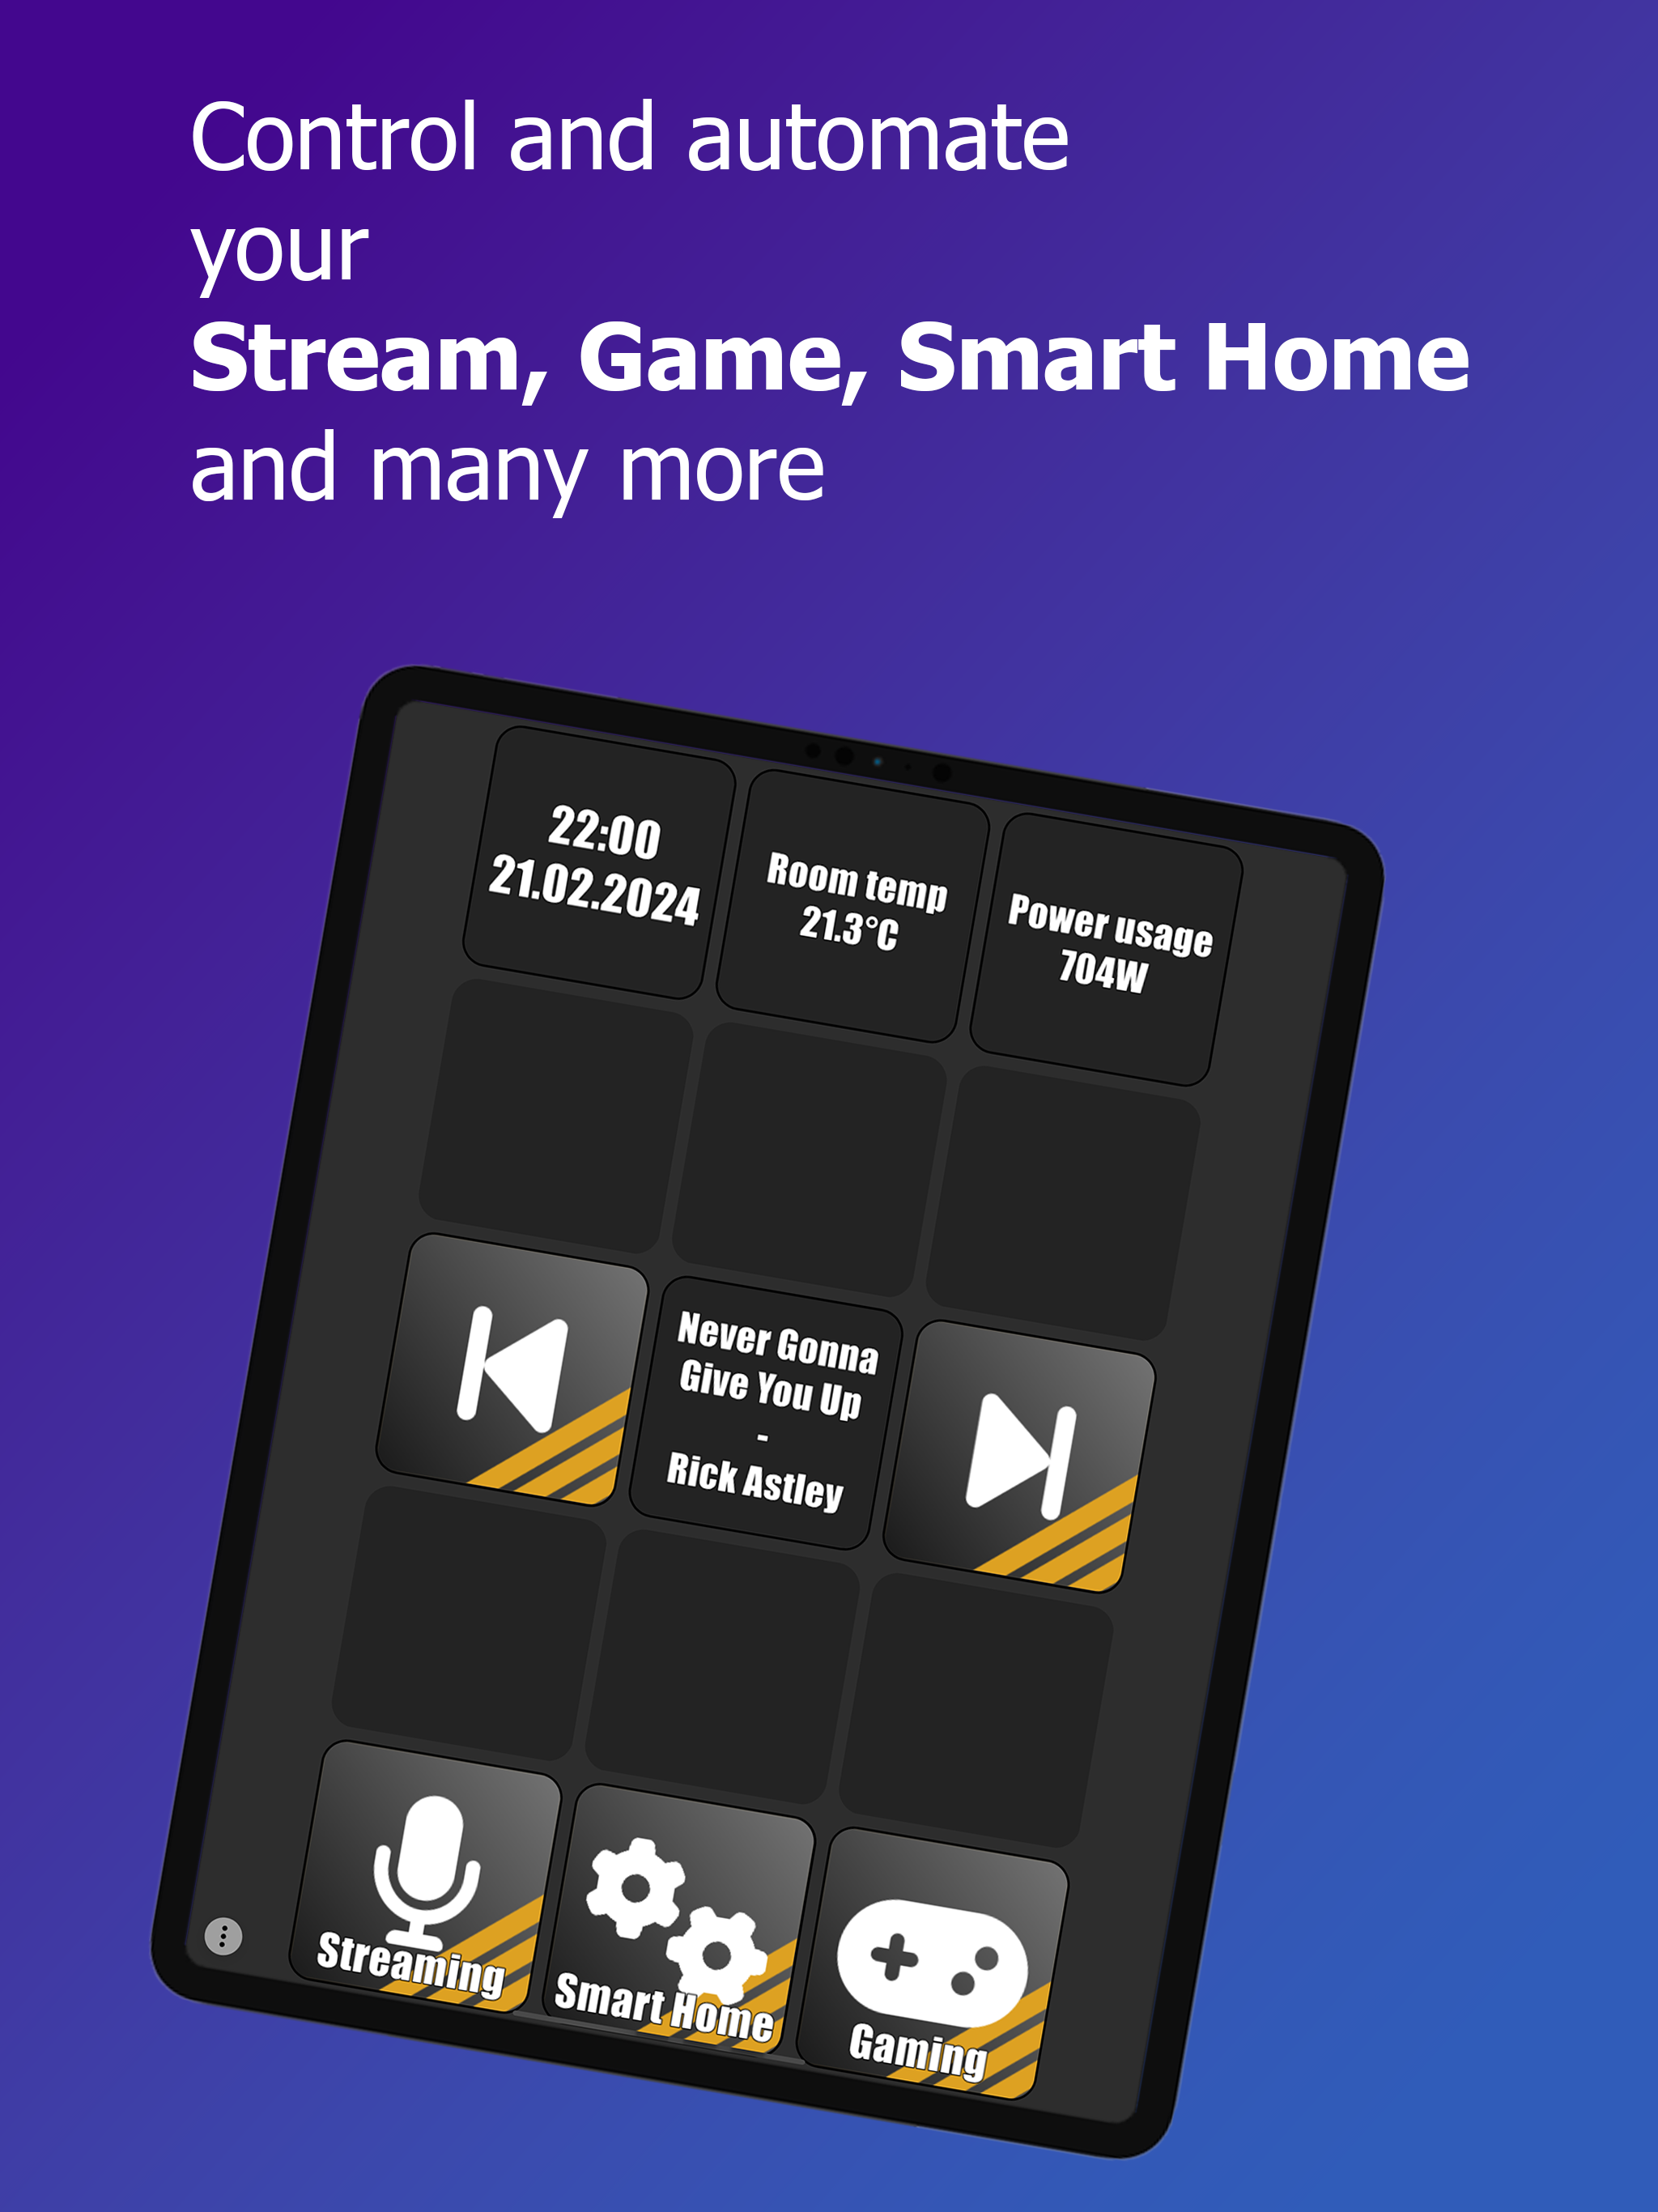 Control and automate
your
Stream, Game, Smart Home
and many more
22:00
21.02.2024
Room temp
21.3°C
Power usage
704W
Never Gonna
Give You Up
-
Rick Astley
Streaming
Smart Home
Gaming